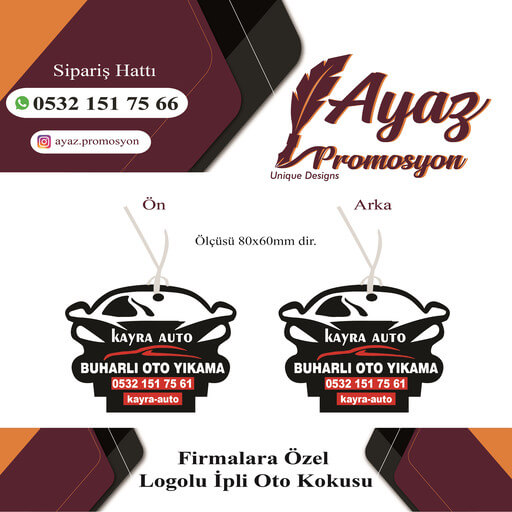 Sipariş Hattı
0532 151 75 66
ayaz.promosyon
Ayaz
Promosyon
Unique Designs
Ön
Arka
Ölçüsü 80x60mm dir.
KAYRA AUTO
BUHARLI OTO YIKAMA
0532 151 75 61
kayra-auto
KAYRA AUTO
BUHARLI OTO YIKAMA
0532 151 75 61
kayra-auto
Firmalara Özel
Logolu İpli Oto Kokusu